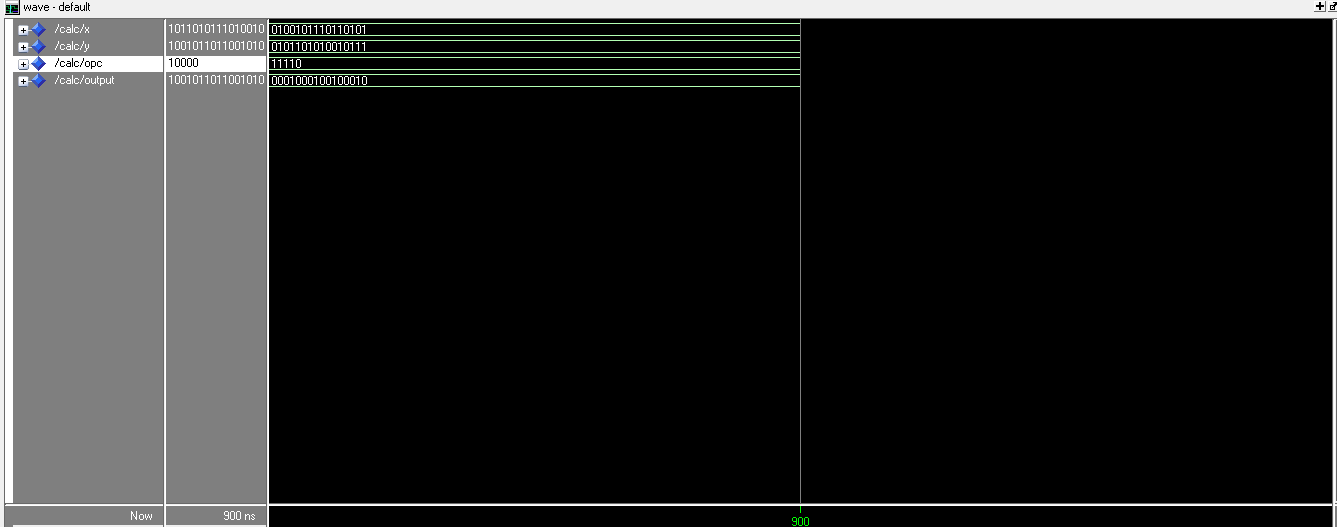 wave - default
/calc/x 1011010111010010 0100101110110101
/calc/y 1001011011001010 0101101010010111
/calc/opc 10000 11110
/calc/output 1001011011001010 0001000100100010
Now 900 ns 900